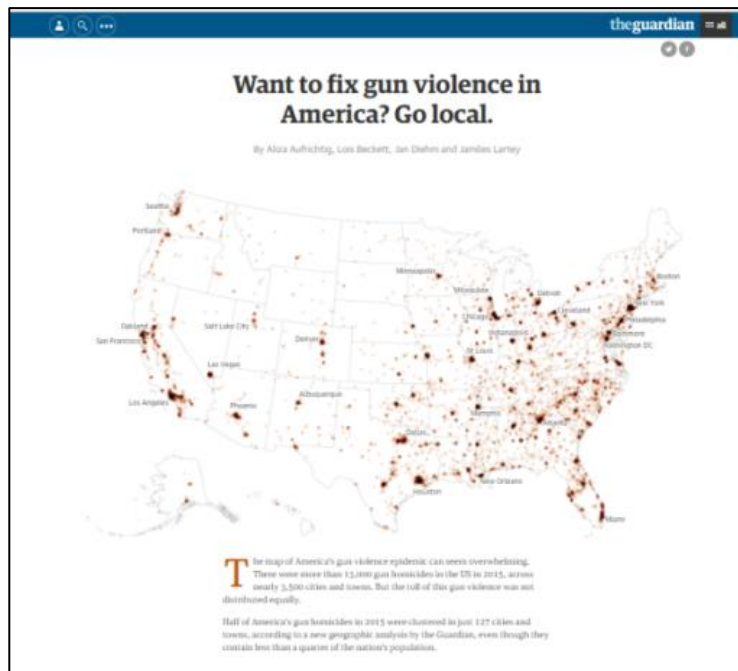 theguardian
all
Want to fix gun violence in
America? Go local.
By Aliza Aufrichtig, Lois Beckett, Jan Diehm and Jamiles Lartey
Seattle
Portland
Minneapolis
Boston
Milwaukee
Detroit
New York
Oakland
Salt Lake City
Chicago
Cleveland
Philadelphia
San Francisco
Denver
Indianapolis
Baltimore
Washington DC
St Louis
Las Vegas
Los Angeles
Phoenix
Albuquerque
Memphis
Atlanta
Dallas
New Orleans
Houston
Miami
The map of America's gun violence epidemic can seem overwhelming.
There were more than 13,000 gun homicides in the US in 2015, across
nearly 3,500 cities and towns. But the toll of this gun violence was not
distributed equally.
Half of America's gun homicides in 2015 were clustered in just 127 cities and
towns, according to a new geographic analysis by the Guardian, even though they
contain less than a quarter of the nation's population.